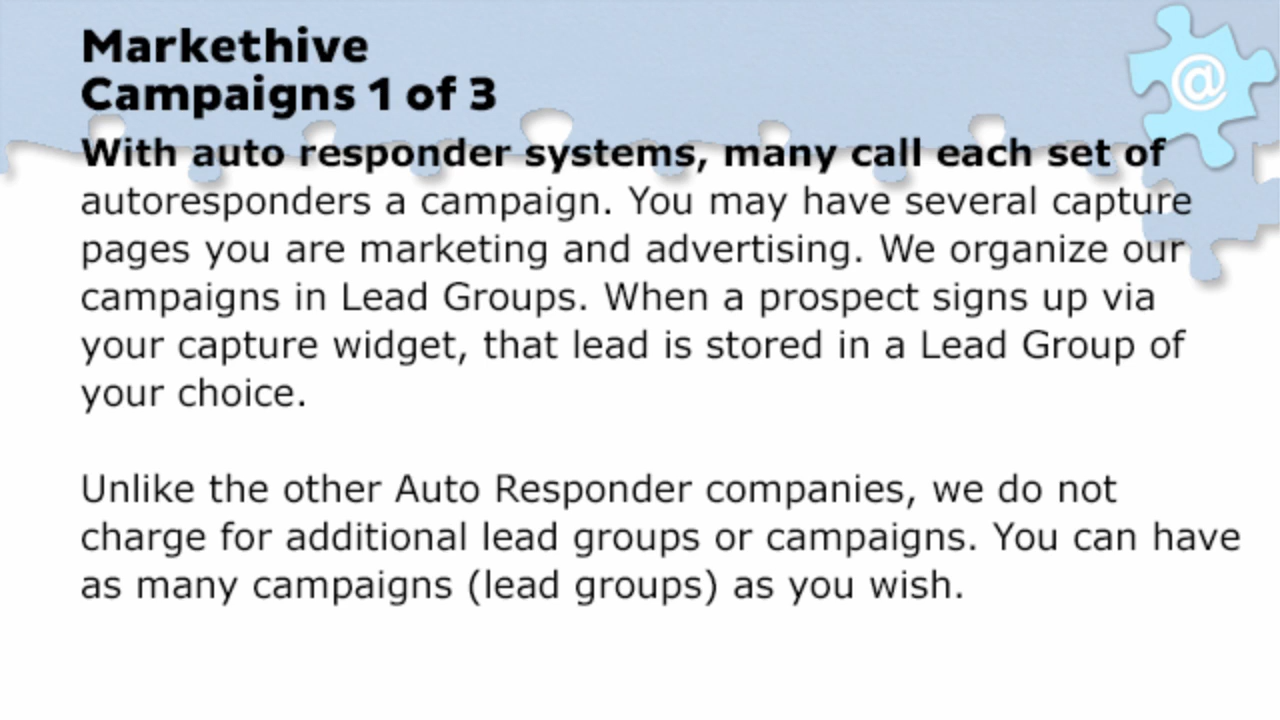 Markethive
Campaigns 1 of 3
@
With auto responder systems, many call each set of
autoresponders a campaign. You may have several capture
pages you are marketing and advertising. We organize our
campaigns in Lead Groups. When a prospect signs up via
your capture widget, that lead is stored in a Lead Group of
your choice.
Unlike the other Auto Responder companies, we do not
charge for additional lead groups or campaigns. You can have
as many campaigns (lead groups) as you wish.